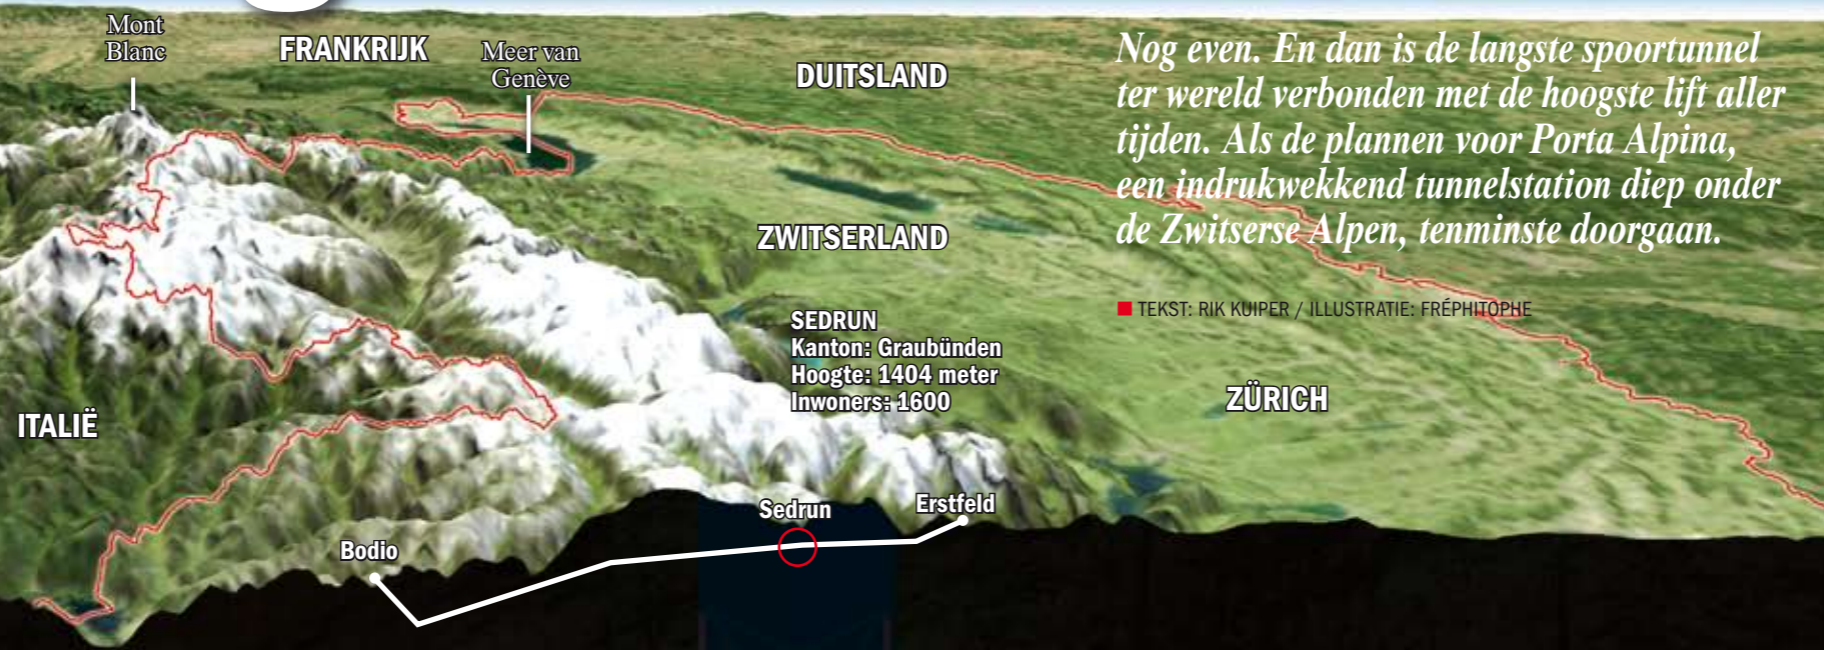 Mont
Blanc
FRANKRIJK
Meer van
Genève
DUITSLAND
Nog even. En dan is de langste spoortunnel
ter wereld verbonden met de hoogste lift aller
tijden. Als de plannen voor Porta Alpina,
een indrukwekkend tunnelstation diep onder
de Zwitserse Alpen, tenminste doorgaan.
TEKST: RIK KUIPER / ILLUSTRATIE: FRÉPHITOPHE
ZWITSERLAND
SEDRUN
Kanton: Graubünden
Hoogte: 1404 meter
Inwoners: 1600
ZÜRICH
ITALIË
Sedrun
Erstfeld
Bodio